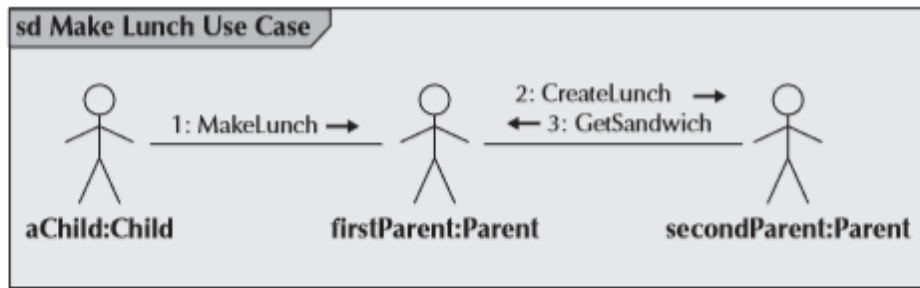 sd Make Lunch Use Case
2: CreateLunch
1: MakeLunch
3: GetSandwich
aChild:Child
firstParent:Parent
secondParent:Parent